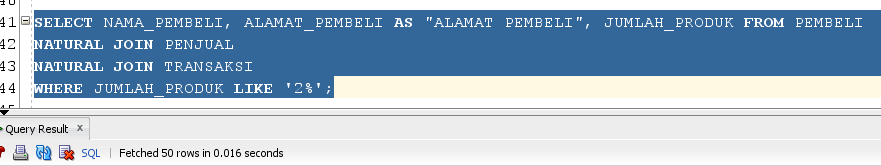 41 SELECT NAMA_PEMBELI, ALAMAT_PEMBELI AS "ALAMAT PEMBELI", JUMLAH_PRODUK FROM PEMBELI
42 NATURAL JOIN PENJUAL
43 NATURAL JOIN TRANSAKSI
44 WHERE JUMLAH_PRODUK LIKE '2%';
Query Result x
SQL | Fetched 50 rows in 0.016 seconds